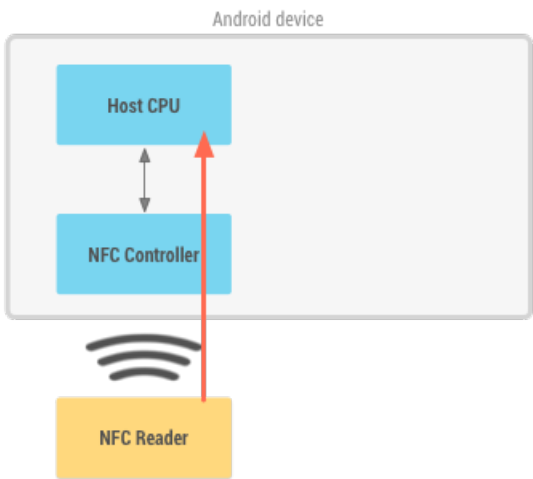 Android device
Host CPU
NFC Controller
NFC Reader